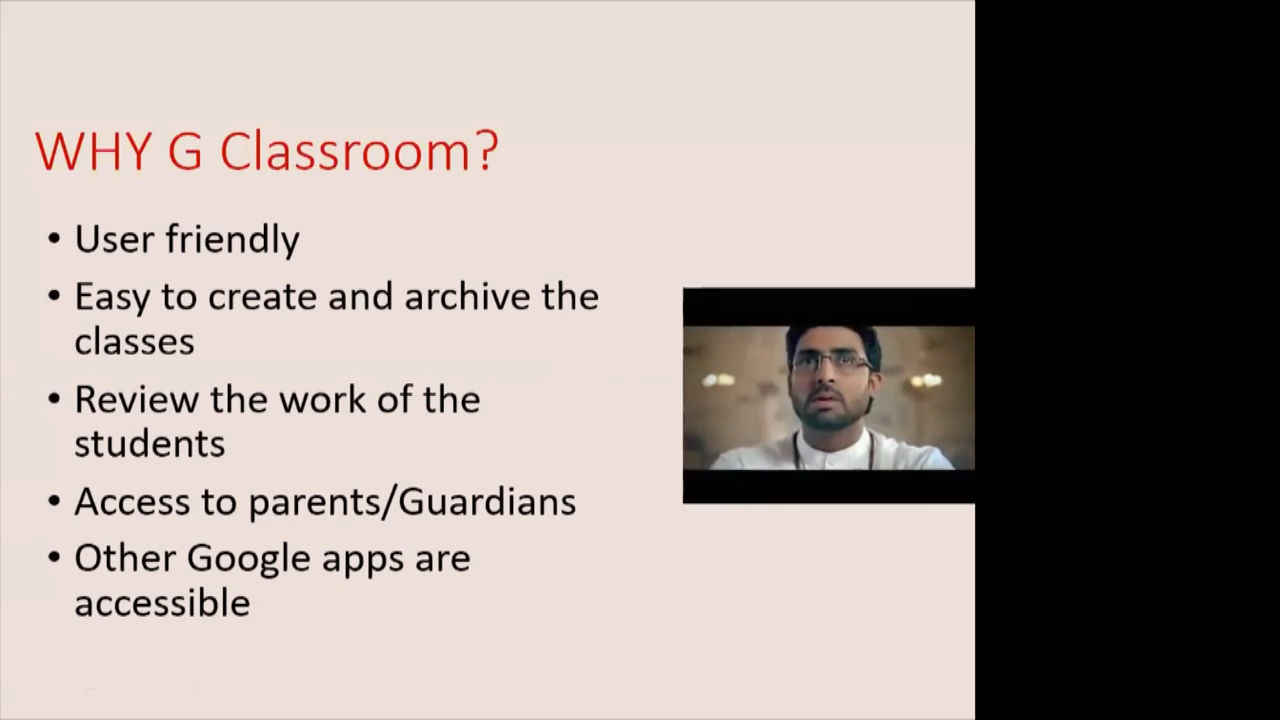 WHY G Classroom?
• User friendly
• Easy to create and archive the
classes
• Review the work of the
students
• Access to parents/Guardians
• Other Google apps are
accessible